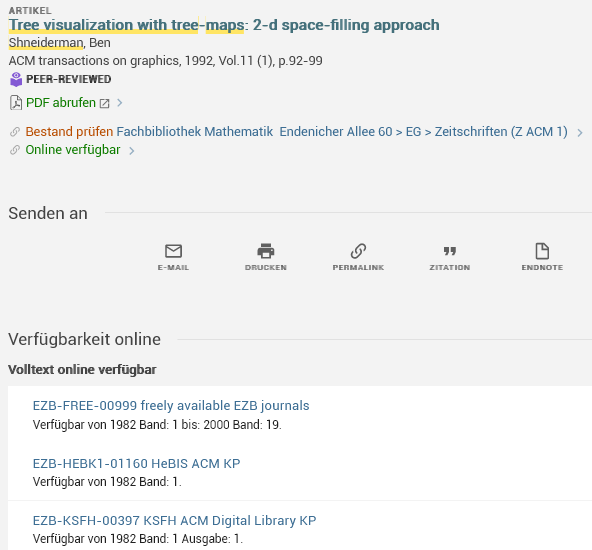 ARTIKEL
Tree visualization with tree-maps: 2-d space-filling approach
Shneiderman, Ben
ACM transactions on graphics, 1992, Vol.11 (1), p.92-99
PEER-REVIEWED
PDF abrufen
Bestand prüfen Fachbibliothek Mathematik Endenicher Allee 60 > EG > Zeitschriften (Z ACM 1)
Online verfügbar
Senden an
E-MAIL DRUCKEN PERMALINK ZITATION ENDNOTE
Verfügbarkeit online
Volltext online verfügbar
EZB-FREE-00999 freely available EZB journals
Verfügbar von 1982 Band: 1 bis: 2000 Band: 19.
EZB-HEBK1-01160 HeBIS ACM KP
Verfügbar von 1982 Band: 1.
EZB-KSFH-00397 KSFH ACM Digital Library KP
Verfügbar von 1982 Band: 1 Ausgabe: 1.